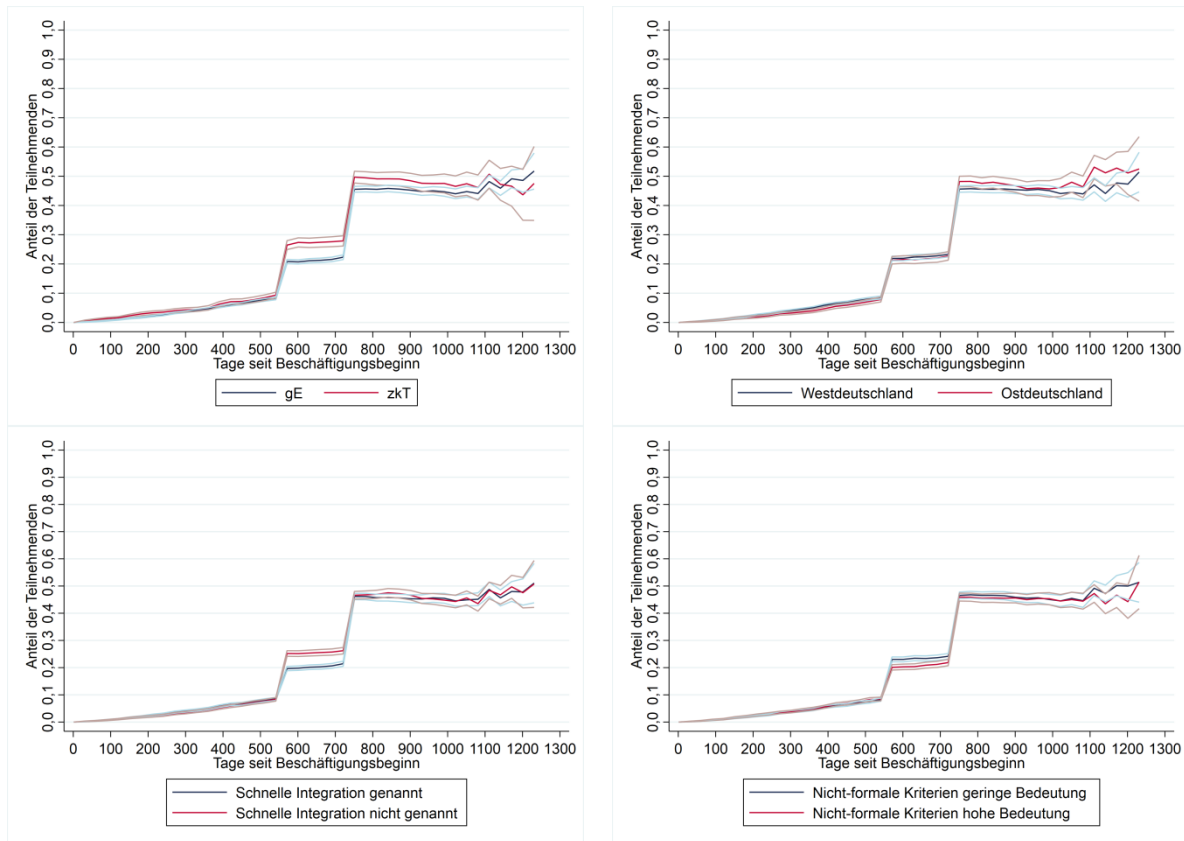 Anteil der Teilnehmenden
0,0 0,1 0,2 0,3 0,4 0,5 0,6 0,7 0,8 0,9 1,0
0 100 200 300 400 500 600 700 800 900 1000 1100 1200 1300
Tage seit Beschäftigungsbeginn
gE zkT
Anteil der Teilnehmenden
0,0 0,1 0,2 0,3 0,4 0,5 0,6 0,7 0,8 0,9 1,0
0 100 200 300 400 500 600 700 800 900 1000 1100 1200 1300
Tage seit Beschäftigungsbeginn
Westdeutschland Ostdeutschland
Anteil der Teilnehmenden
0,0 0,1 0,2 0,3 0,4 0,5 0,6 0,7 0,8 0,9 1,0
0 100 200 300 400 500 600 700 800 900 1000 1100 1200 1300
Tage seit Beschäftigungsbeginn
Schnelle Integration genannt
Schnelle Integration nicht genannt
Anteil der Teilnehmenden
0,0 0,1 0,2 0,3 0,4 0,5 0,6 0,7 0,8 0,9 1,0
0 100 200 300 400 500 600 700 800 900 1000 1100 1200 1300
Tage seit Beschäftigungsbeginn
Nicht-formale Kriterien geringe Bedeutung
Nicht-formale Kriterien hohe Bedeutung